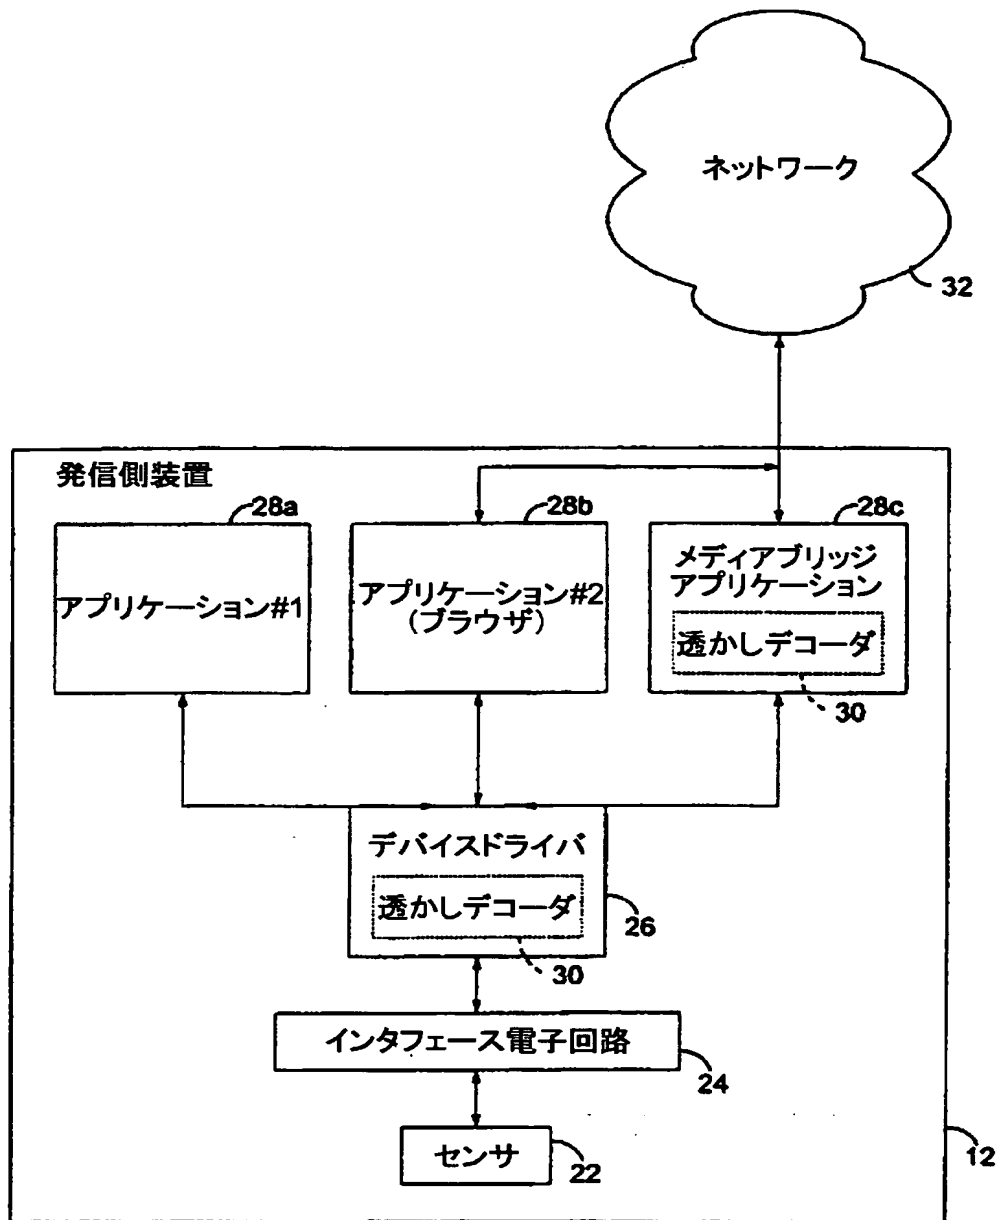 ネットワーク
32
発信側装置
28a
28b
28c
アプリケーション#1
アプリケーション#2
(ブラウザ)
メディアブリッジ
アプリケーション
透かしデコーダ
30
デバイスドライバ
透かしデコーダ
26
30
インタフェース電子回路
24
センサ
22
12